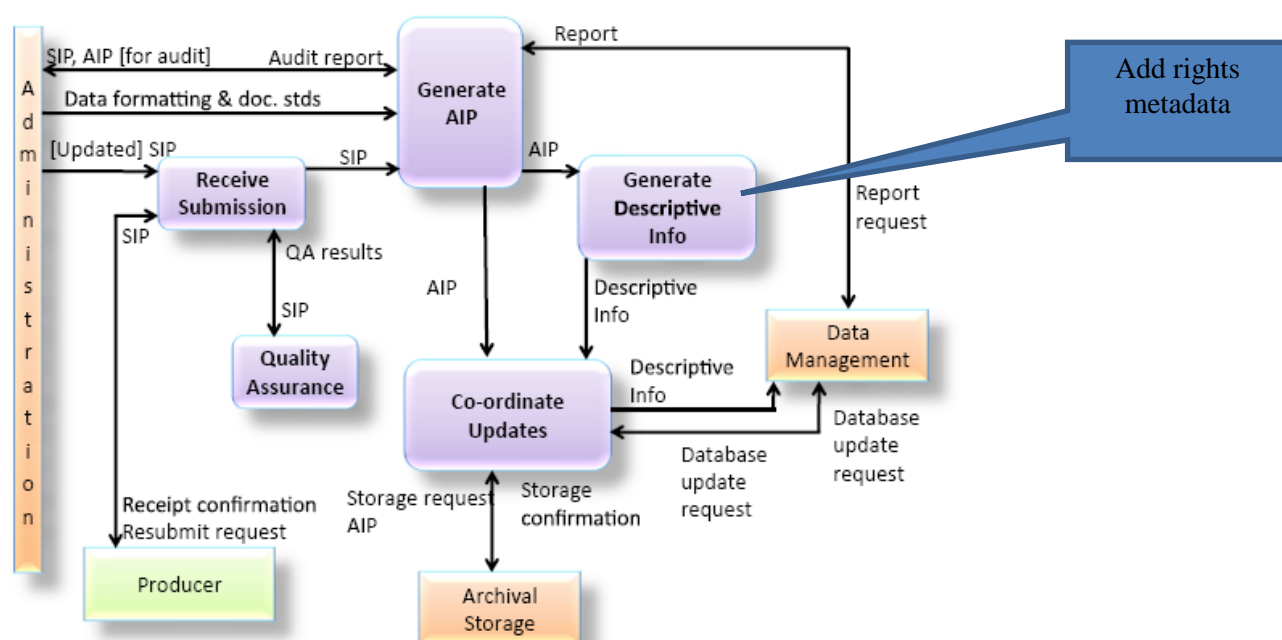 Report
Add rights
metadata
SIP, AIP [for audit]
Audit report
Generate
AIP
Data formatting & doc. stds
[Updated] SIP
SIP
AIP
Receive
Submission
Generate
Descriptive
Info
Report
request
SIP
QA results
AIP
Descriptive
Info
SIP
Data
Management
Quality
Assurance
Descriptive
Info
Co-ordinate
Updates
Database
update
request
Database
update
request
Storage request
AIP
Storage
confirmation
Receipt confirmation
Resubmit request
Producer
Archival
Storage
A
d
m
i
n
i
s
t
r
a
t
i
o
n